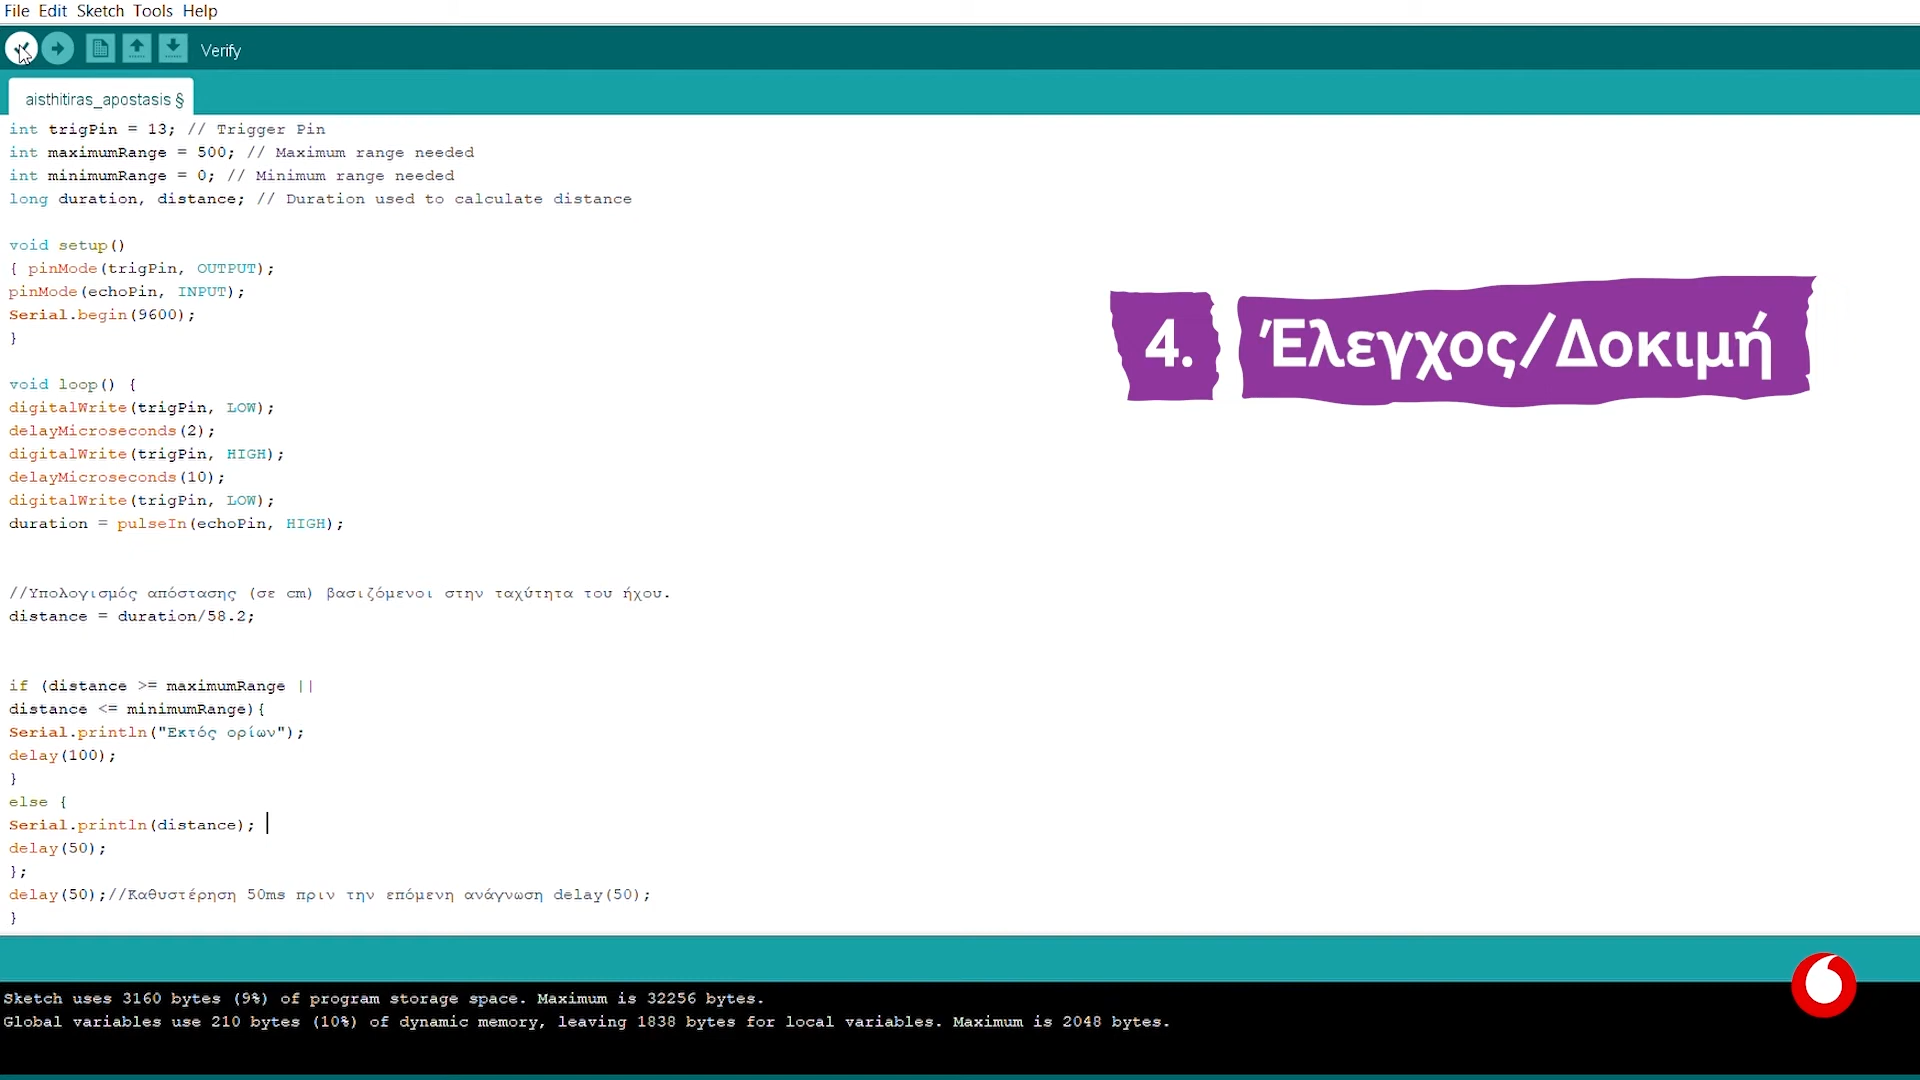 File Edit Sketch Tools Help
Verify
aisthitiras_apostasis §
int trigPin = 13; // Trigger Pin
int maximumRange = 500; // Maximum range needed
int minimumRange = 0; // Minimum range needed
long duration, distance; // Duration used to calculate distance
void setup()
{ pinMode(trigPin, OUTPUT);
pinMode(echoPin, INPUT);
Serial.begin(9600);
}
4. Έλεγχος/Δοκιμή
void loop() {
digitalWrite(trigPin, LOW);
delayMicroseconds(2);
digitalWrite(trigPin, HIGH);
delayMicroseconds(10);
digitalWrite(trigPin, LOW);
duration = pulseIn(echoPin, HIGH);
//Υπολογισμός απόστασης (σε cm) βασιζόμενοι στην ταχύτητα του ήχου.
distance = duration/58.2;
if (distance >= maximumRange ||
distance <= minimumRange){
Serial.println("Εκτός ορίων");
delay(100);
}
else {
Serial.println(distance);
delay(50);
};
delay(50);//Καθυστέρηση 50ms πριν την επόμενη ανάγνωση delay(50);
}
Sketch uses 3160 bytes (9%) of program storage space. Maximum is 32256 bytes.
Global variables use 210 bytes (10%) of dynamic memory, leaving 1838 bytes for local variables. Maximum is 2048 bytes.